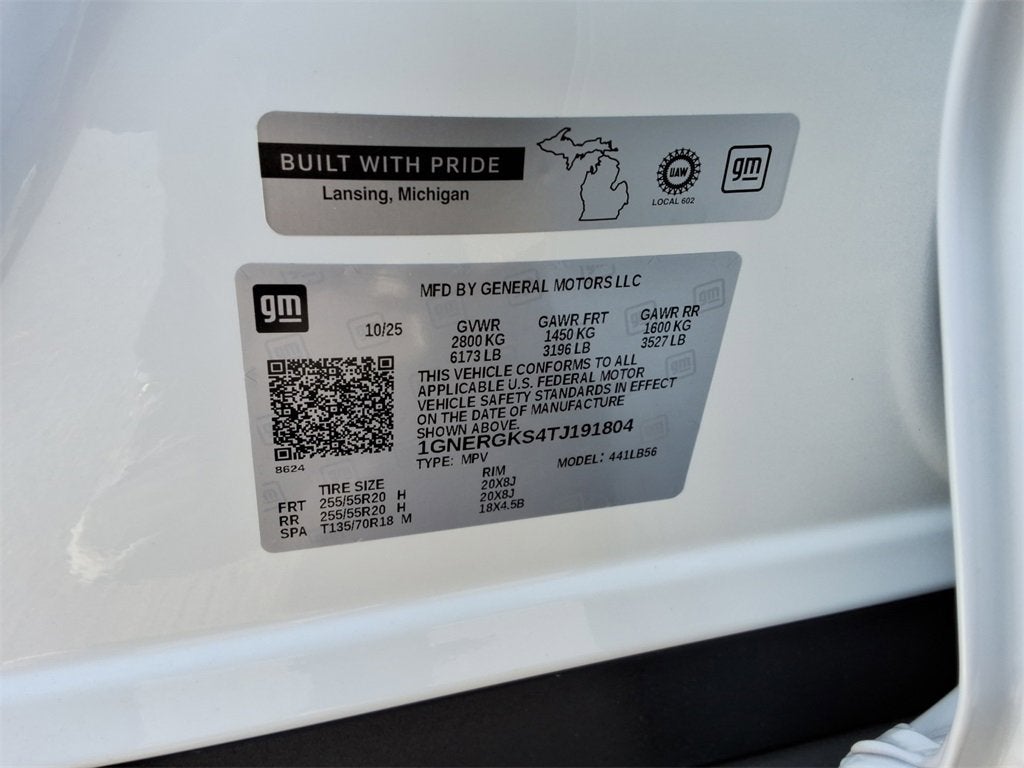 BUILT WITH PRIDE
Lansing, Michigan
UAW
LOCAL 602
gm
gm
MFD BY GENERAL MOTORS LLC
10/25
GVWR
2800 KG
6173 LB
GAWR FRT
1450 KG
3196 LB
GAWR RR
1600 KG
3527 LB
THIS VEHICLE CONFORMS TO ALL
APPLICABLE U.S. FEDERAL MOTOR
VEHICLE SAFETY STANDARDS IN EFFECT
ON THE DATE OF MANUFACTURE
SHOWN ABOVE.
1GNERGKS4TJ191804
TYPE: MPV MODEL: 441LB56
8624
TIRE SIZE RIM
FRT 255/55R20 H 20X8J
RR 255/55R20 H 20X8J
SPA T135/70R18 M 18X4.5B